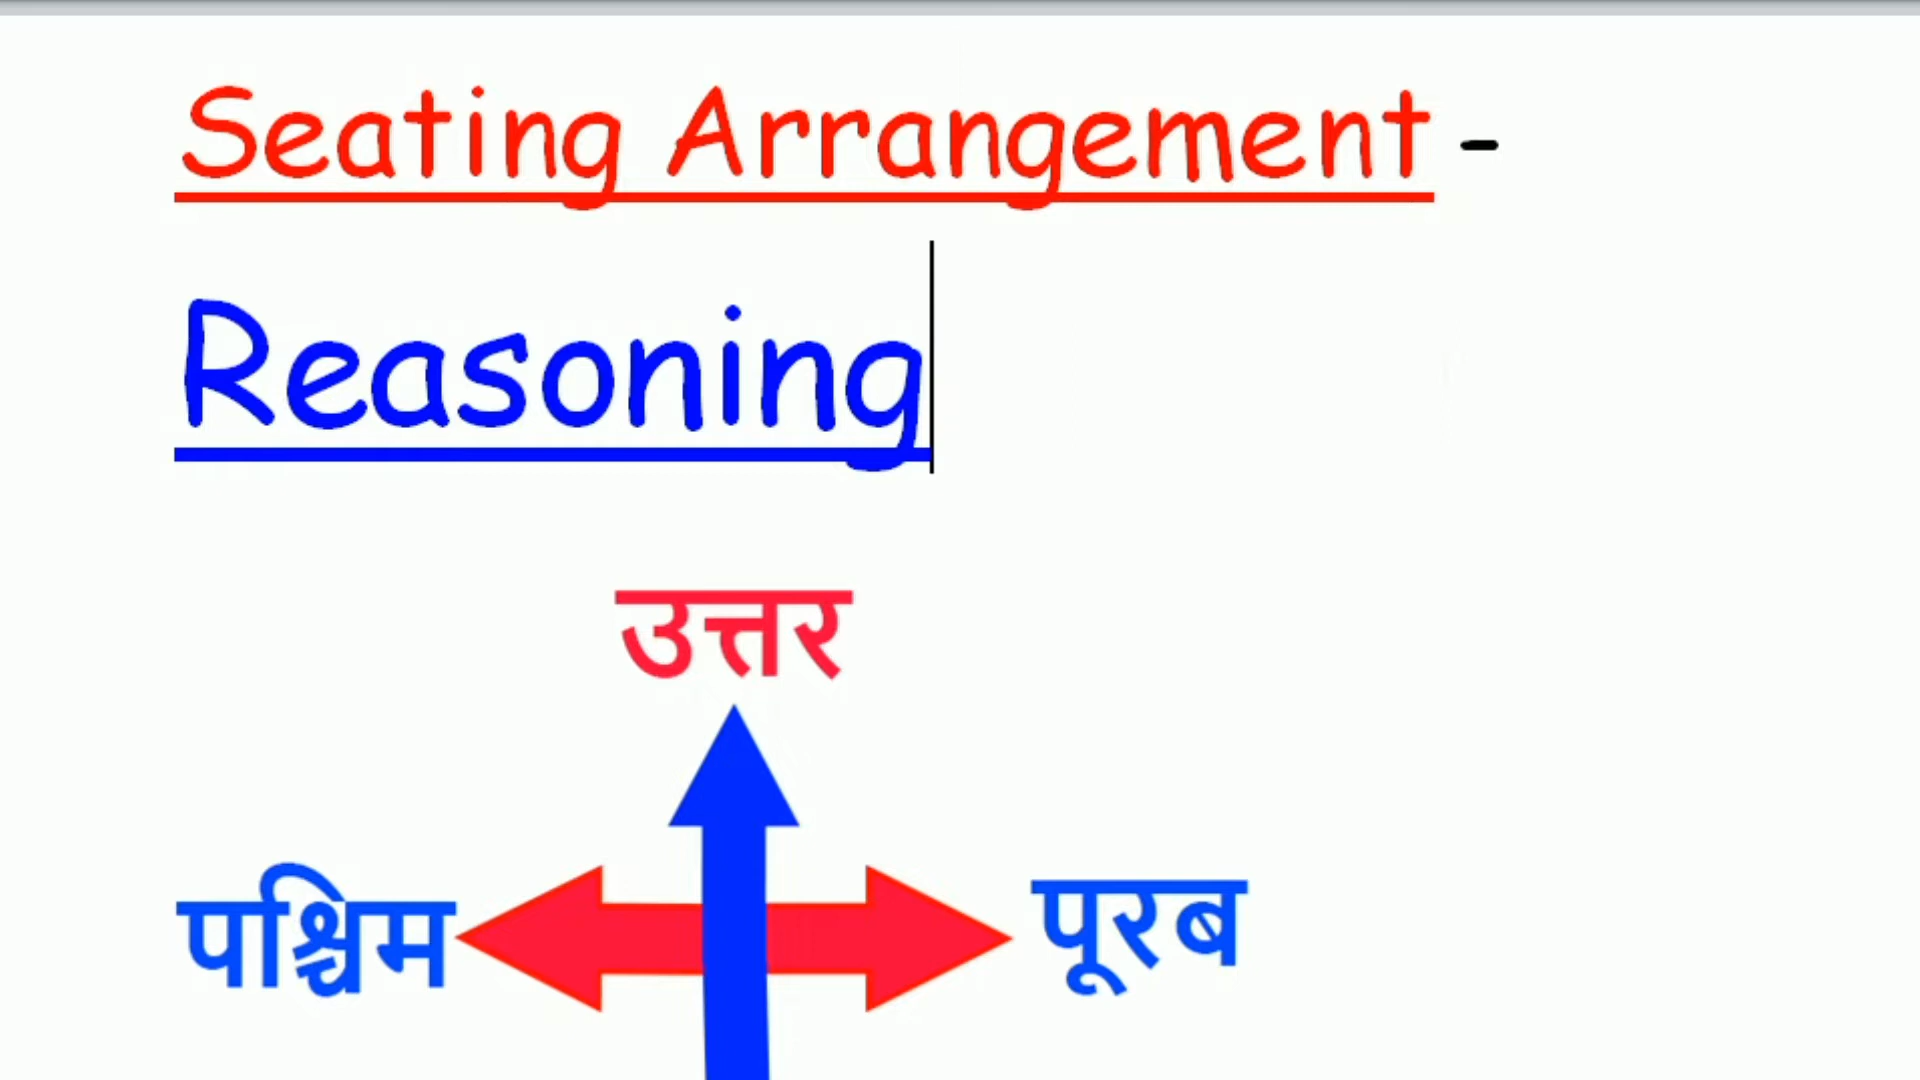 Seating Arrangement -
Reasoning
उत्तर
पश्चिम
पूरब